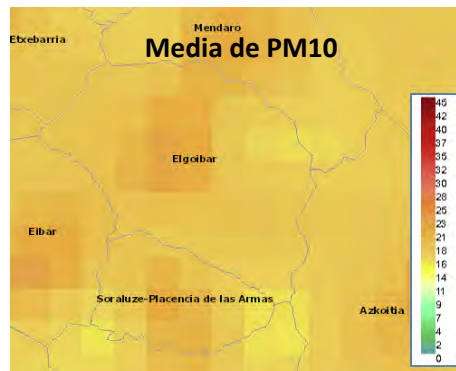 Mendaro
Etxebarria
Media de PM10
Elgoibar
Eibar
Soraluze-Placencia de las Armas
Azkoitia
45
42
40
37
35
33
30
28
25
23
21
18
16
14
11
9
7
4
2
0